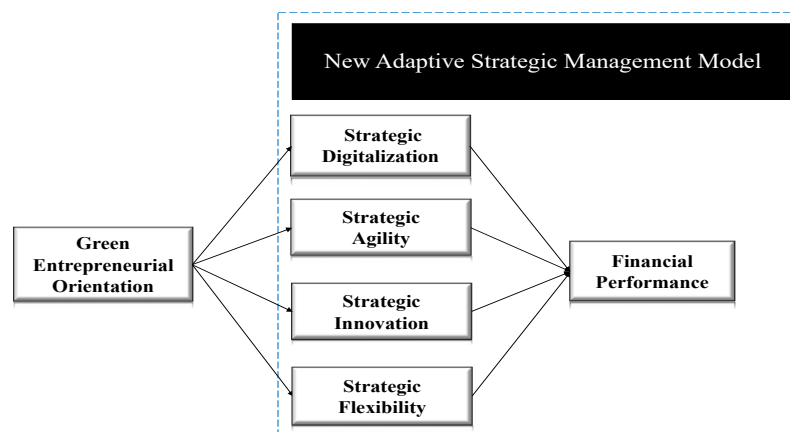 New Adaptive Strategic Management Model
Strategic
Digitalization
Strategic
Agility
Green
Entrepreneurial
Orientation
Financial
Performance
Strategic
Innovation
Strategic
Flexibility